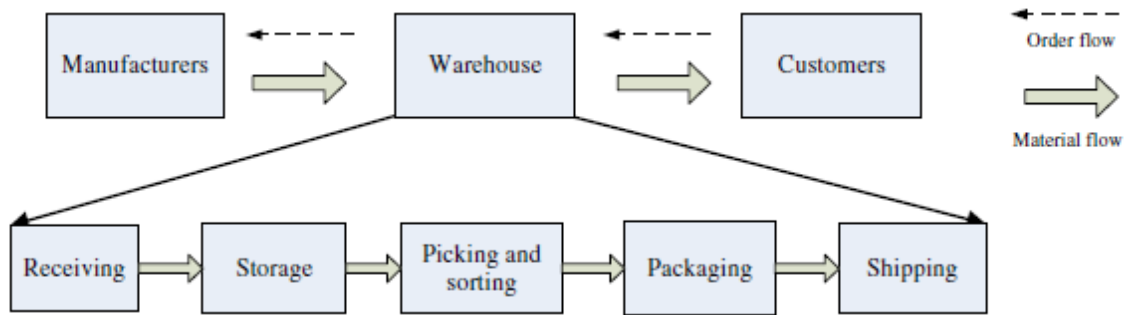 Manufacturers
Warehouse
Customers
Order flow
Material flow
Receiving
Storage
Picking and
sorting
Packaging
Shipping